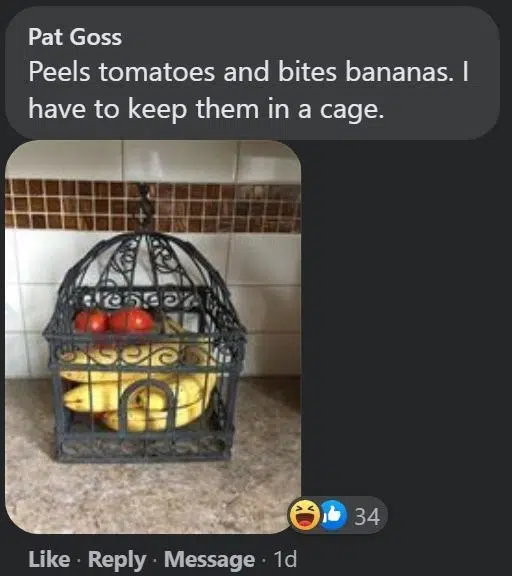 Pat Goss
Peels tomatoes and bites bananas. I
have to keep them in a cage.
34
Like · Reply · Message · 1d